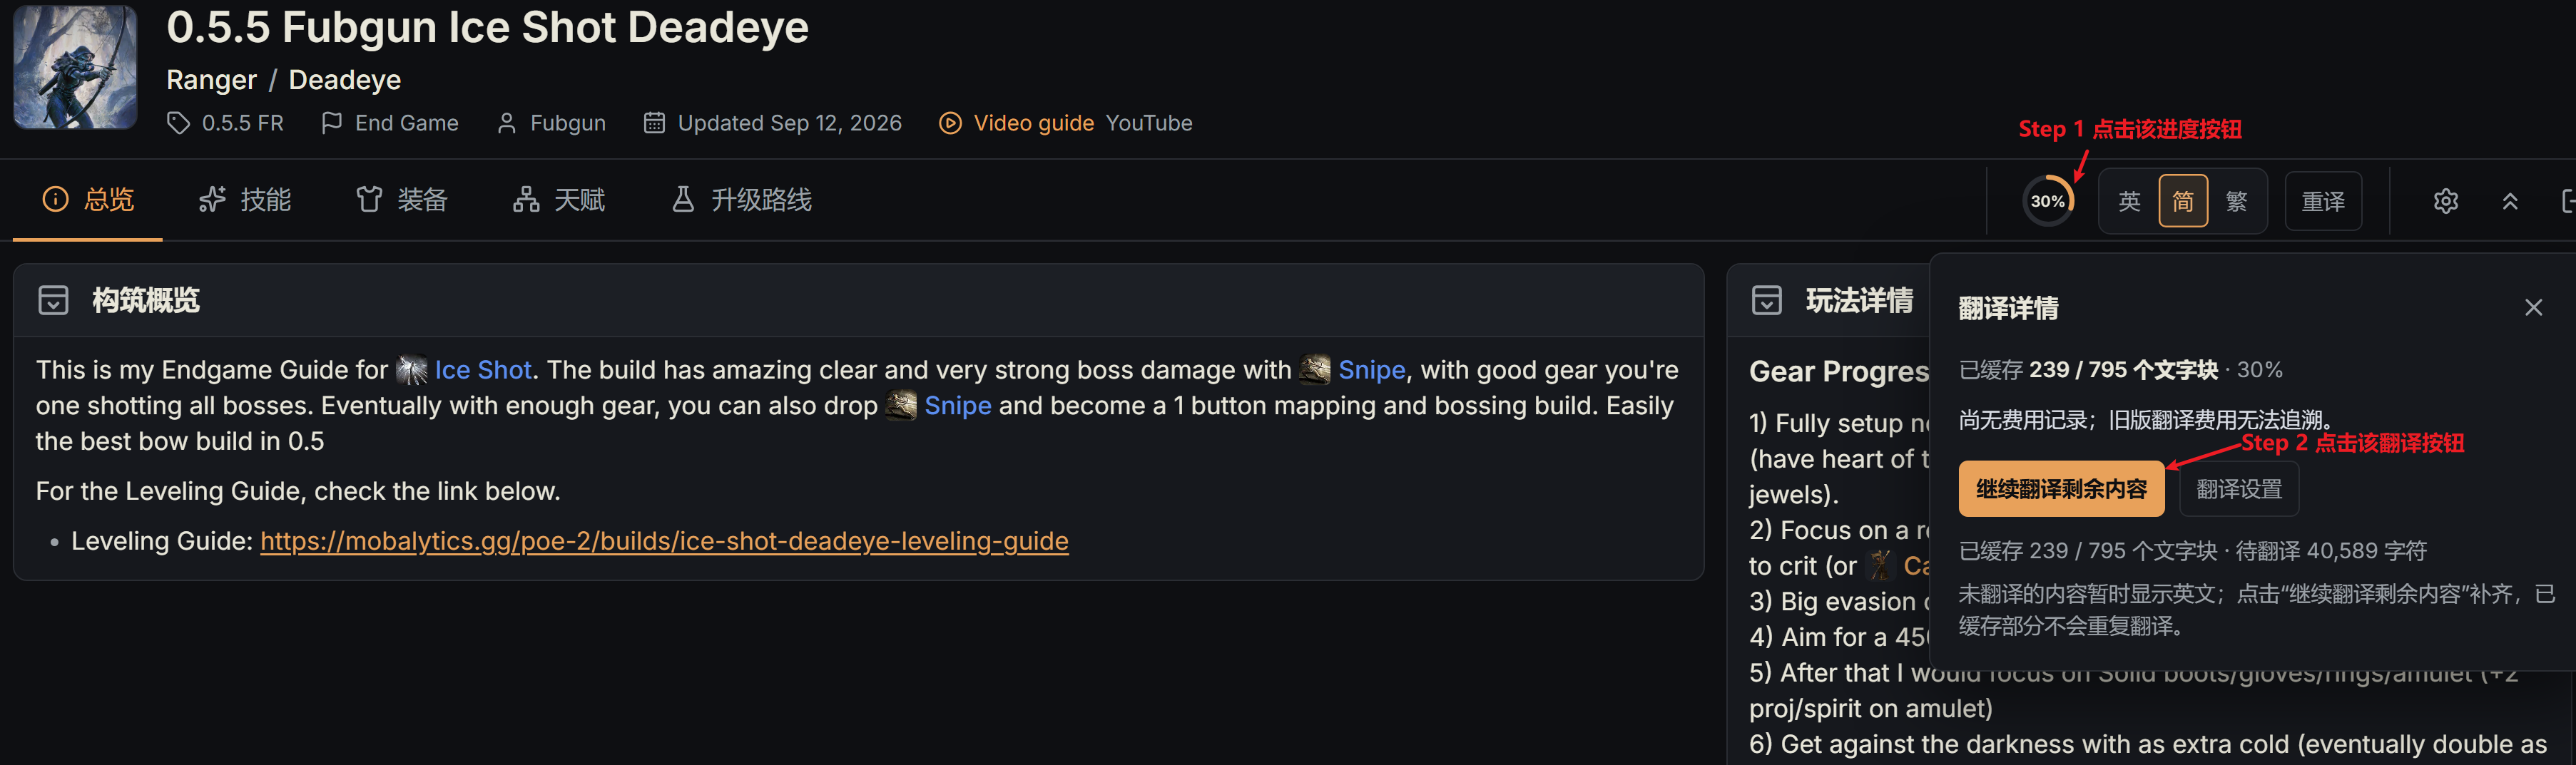 0.5.5 Fubgun Ice Shot Deadeye
Ranger / Deadeye
0.5.5 FR End Game Fubgun Updated Sep 12, 2026 Video guide YouTube
Step 1 点击该进度按钮
总览 技能 装备 天赋 升级路线 30% 英 简 繁 重译
构筑概览
This is my Endgame Guide for Ice Shot. The build has amazing clear and very strong boss damage with Snipe, with good gear you're
one shotting all bosses. Eventually with enough gear, you can also drop Snipe and become a 1 button mapping and bossing build. Easily
the best bow build in 0.5
For the Leveling Guide, check the link below.
• Leveling Guide: https://mobalytics.gg/poe-2/builds/ice-shot-deadeye-leveling-guide
玩法详情
Gear Progres
1) Fully setup
(have heart of
jewels).
2) Focus on a
to crit (or
3) Big evasion
4) Aim for a
5) After that I would focus on Solid boots/gloves/rings/amulet (+2
proj/spirit on amulet)
6) Get against the darkness with as extra cold (eventually double as
翻译详情
已缓存 239 / 795 个文字块 · 30%
尚无费用记录；旧版翻译费用无法追溯。
Step 2 点击该翻译按钮
继续翻译剩余内容 翻译设置
已缓存 239 / 795 个文字块 · 待翻译 40,589 字符
未翻译的内容暂时显示英文；点击“继续翻译剩余内容”补齐，已
缓存部分不会重复翻译。